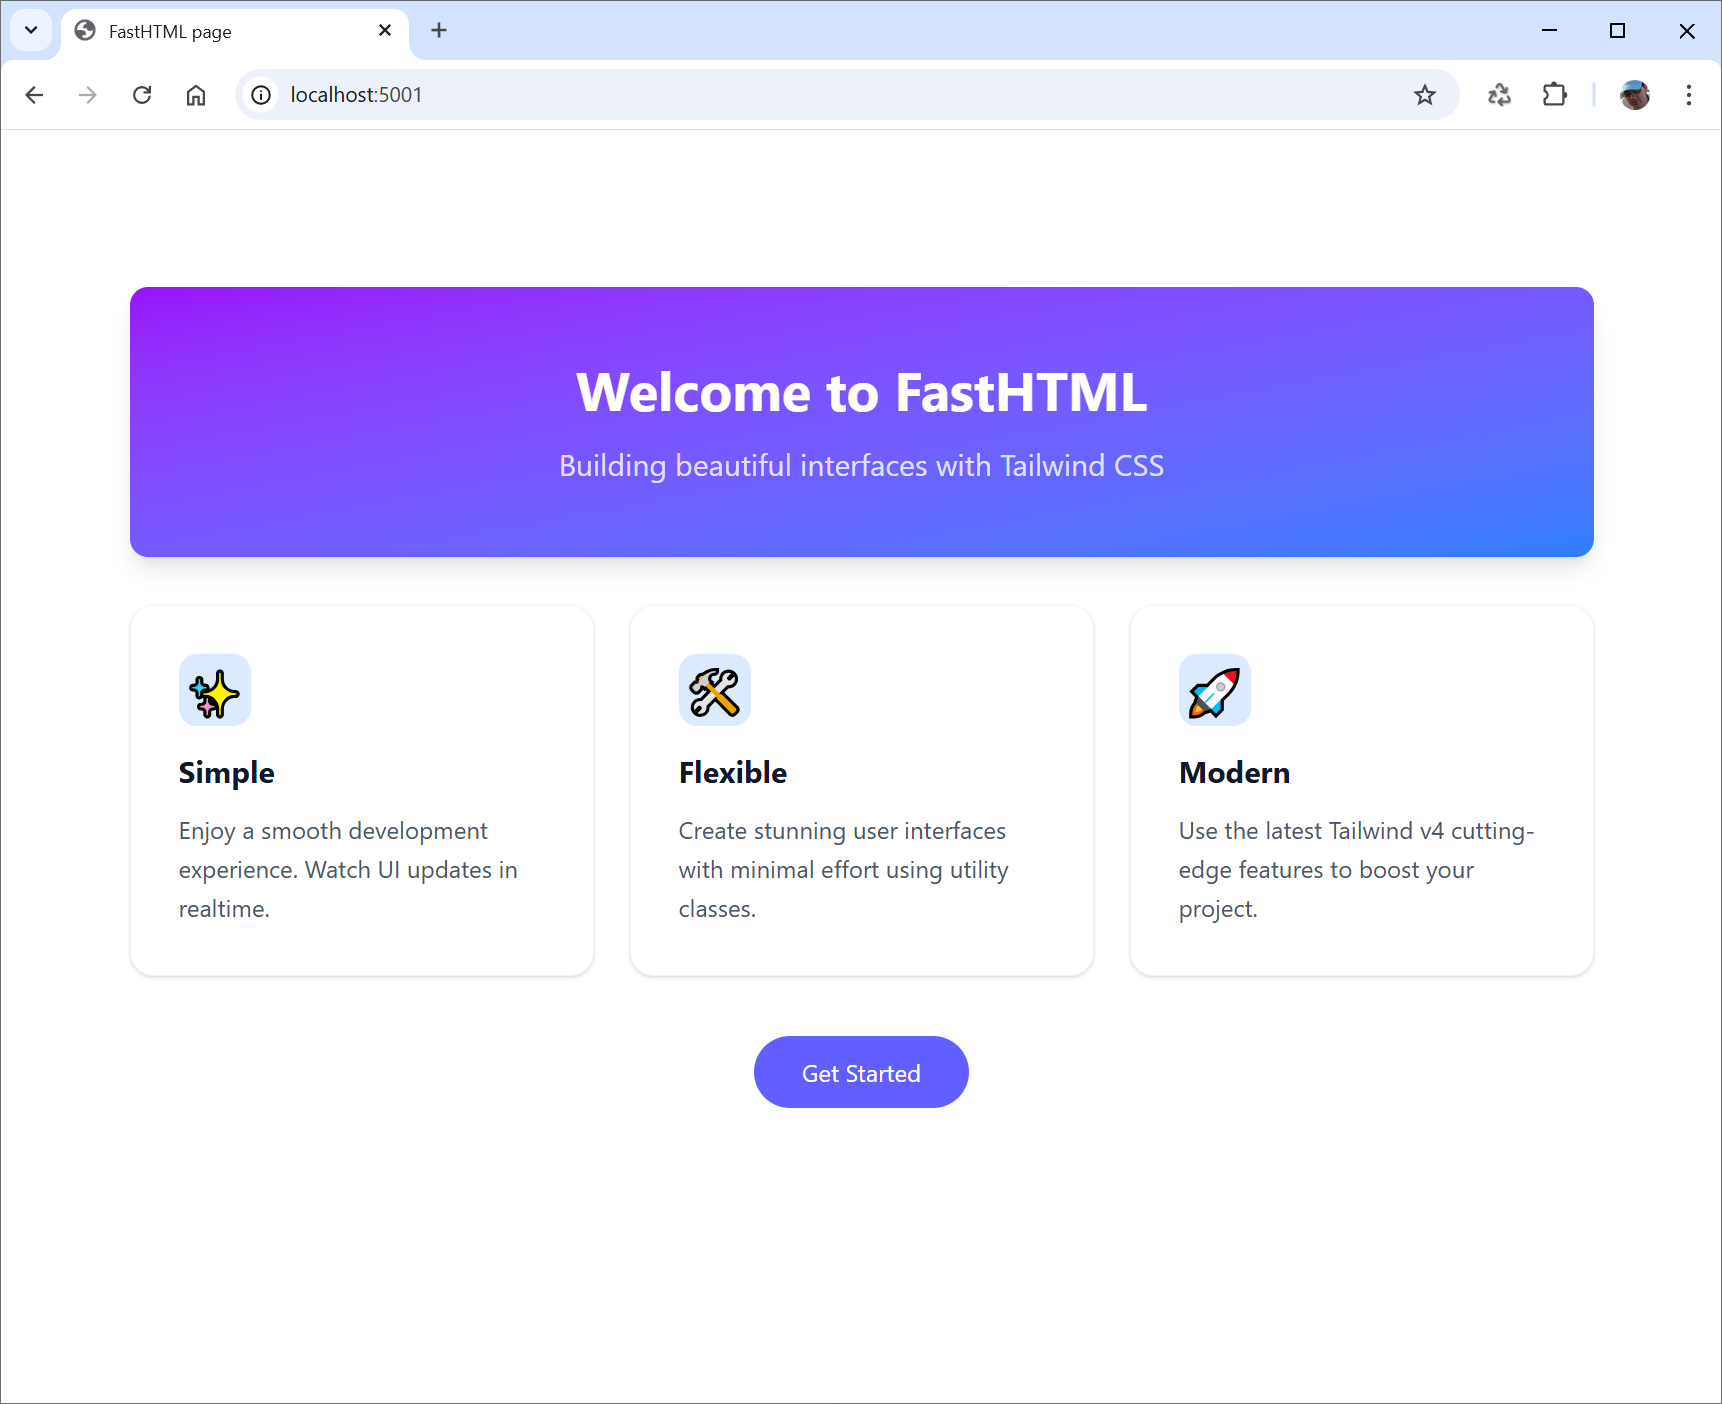 FastHTML page
localhost:5001
Welcome to FastHTML
Building beautiful interfaces with Tailwind CSS
Simple
Enjoy a smooth development
experience. Watch UI updates in
realtime.
Flexible
Create stunning user interfaces
with minimal effort using utility
classes.
Modern
Use the latest Tailwind v4 cutting-
edge features to boost your
project.
Get Started